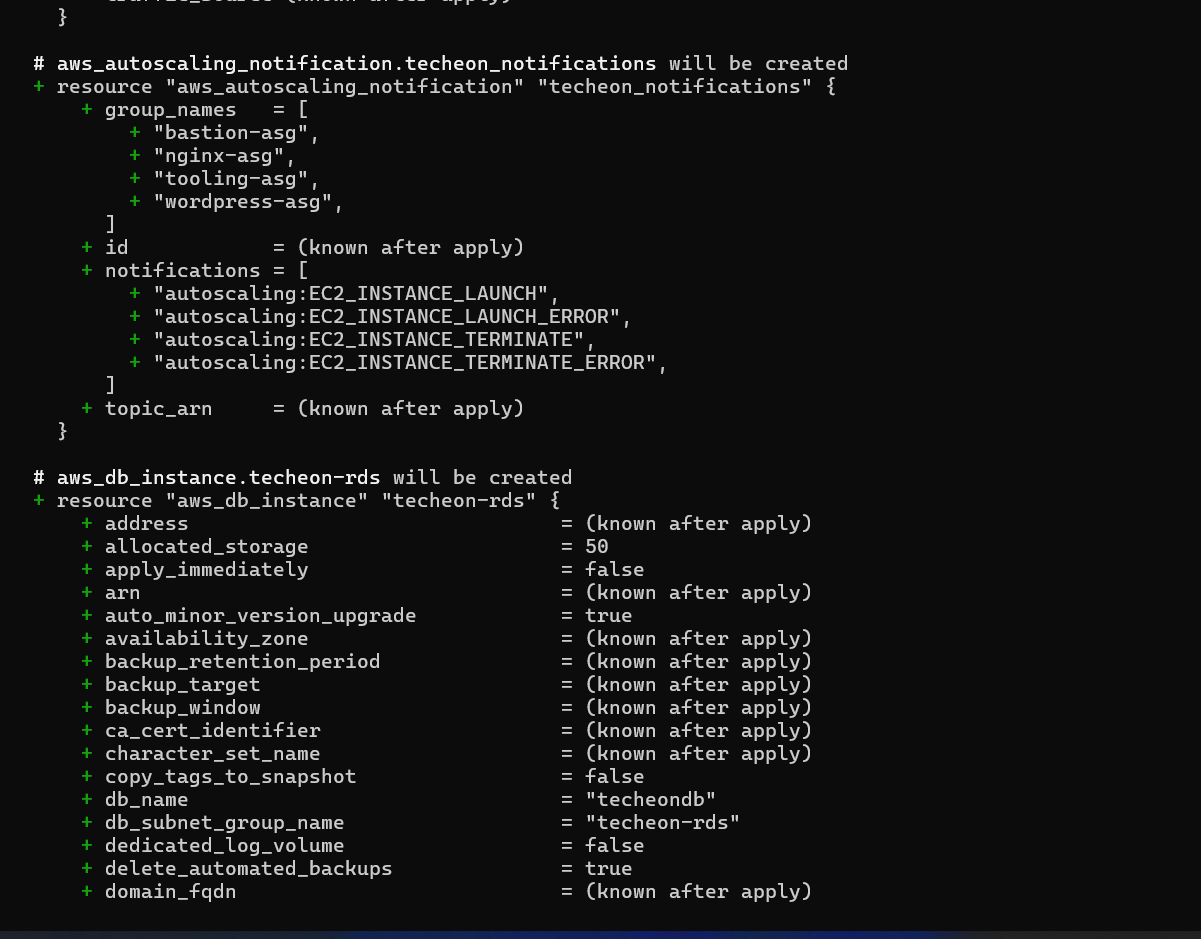 }
# aws_autoscaling_notification.techeon_notifications will be created
+ resource "aws_autoscaling_notification" "techeon_notifications" {
+ group_names   = [
+ "bastion-asg",
+ "nginx-asg",
+ "tooling-asg",
+ "wordpress-asg",
]
+ id            = (known after apply)
+ notifications = [
+ "autoscaling:EC2_INSTANCE_LAUNCH",
+ "autoscaling:EC2_INSTANCE_LAUNCH_ERROR",
+ "autoscaling:EC2_INSTANCE_TERMINATE",
+ "autoscaling:EC2_INSTANCE_TERMINATE_ERROR",
]
+ topic_arn     = (known after apply)
}
# aws_db_instance.techeon-rds will be created
+ resource "aws_db_instance" "techeon-rds" {
+ address                               = (known after apply)
+ allocated_storage                     = 50
+ apply_immediately                     = false
+ arn                                   = (known after apply)
+ auto_minor_version_upgrade            = true
+ availability_zone                     = (known after apply)
+ backup_retention_period               = (known after apply)
+ backup_target                         = (known after apply)
+ backup_window                         = (known after apply)
+ ca_cert_identifier                    = (known after apply)
+ character_set_name                    = (known after apply)
+ copy_tags_to_snapshot                 = false
+ db_name                               = "techeondb"
+ db_subnet_group_name                  = "techeon-rds"
+ dedicated_log_volume                  = false
+ delete_automated_backups              = true
+ domain_fqdn                           = (known after apply)